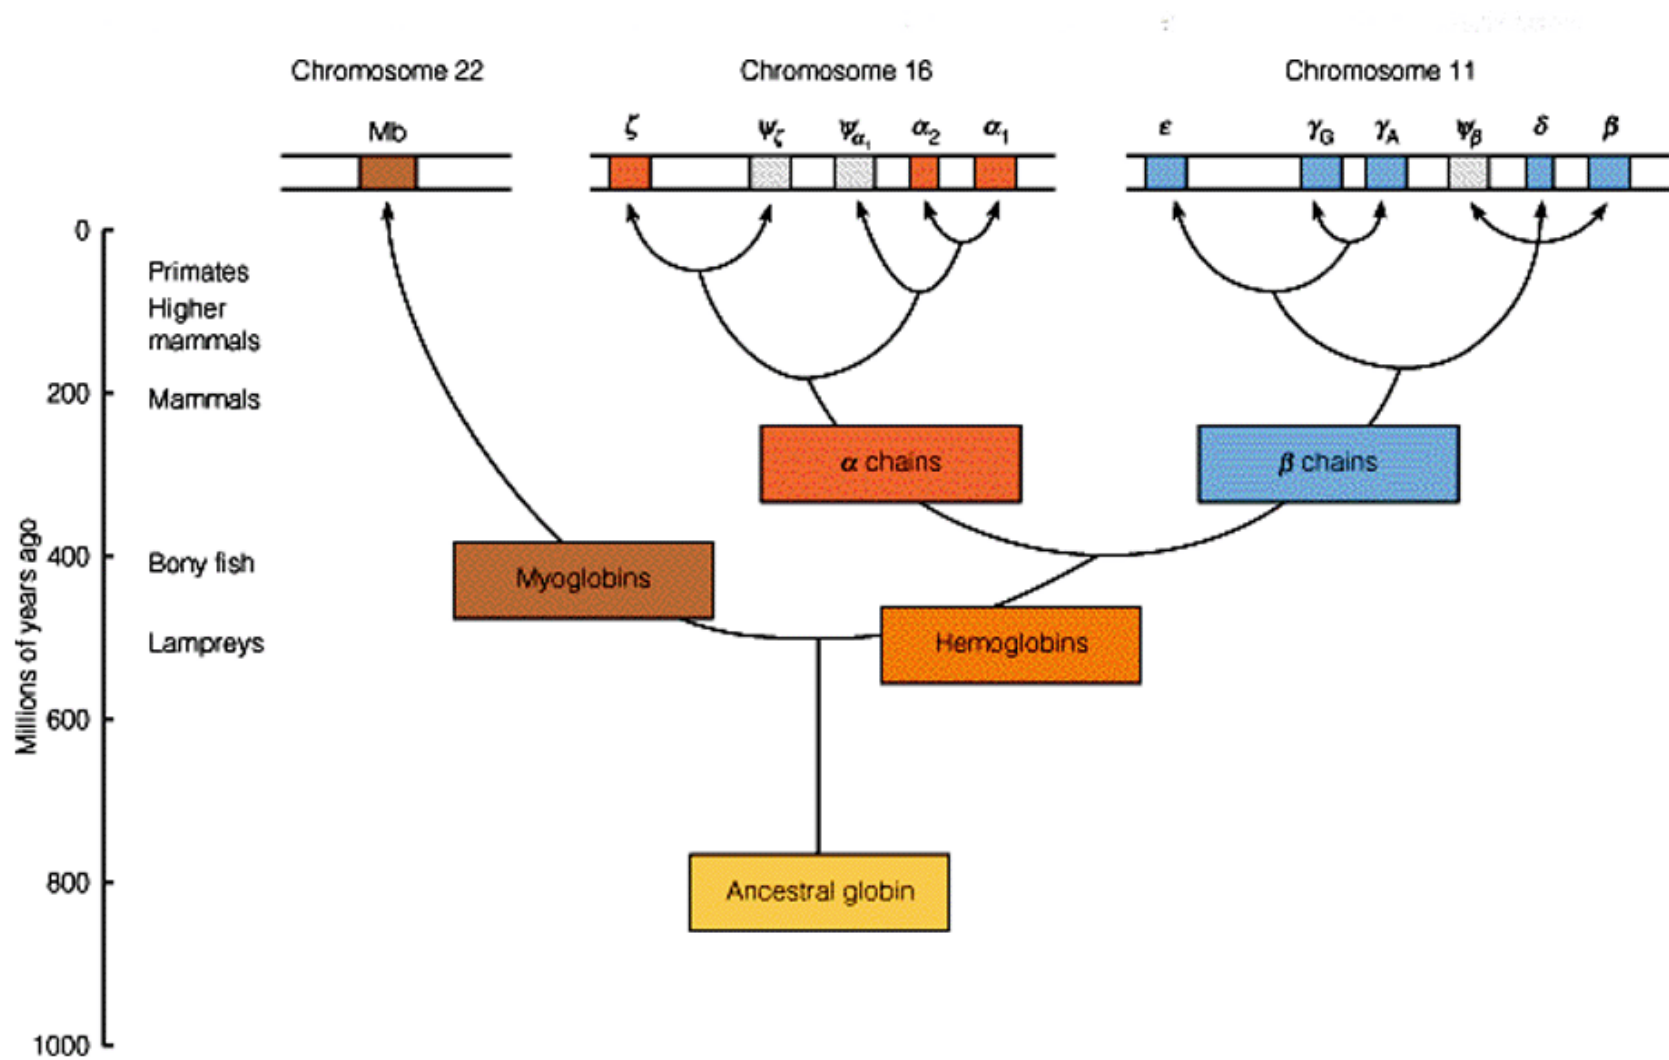 Chromosome 22 Chromosome 16 Chromosome 11
Mb ζ ψζ ψα₁ α₂ α₁ ε γG γA ψβ δ β
0
Primates
Higher
mammals
200
Mammals
α chains β chains
Millions of years ago
400
Bony fish
Myoglobins
Lampreys
Hemoglobins
600
800
Ancestral globin
1000